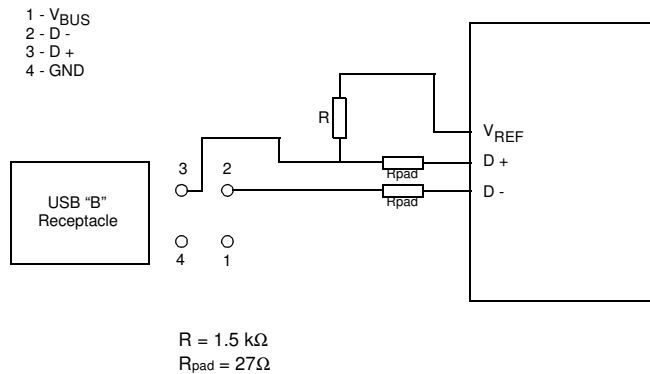 1 - VBUS
2 - D -
3 - D +
4 - GND
R
VREF
3
2
D +
Rpad
D -
Rpad
USB “B”
Receptacle
4
1
R = 1.5 kΩ
Rpad = 27Ω